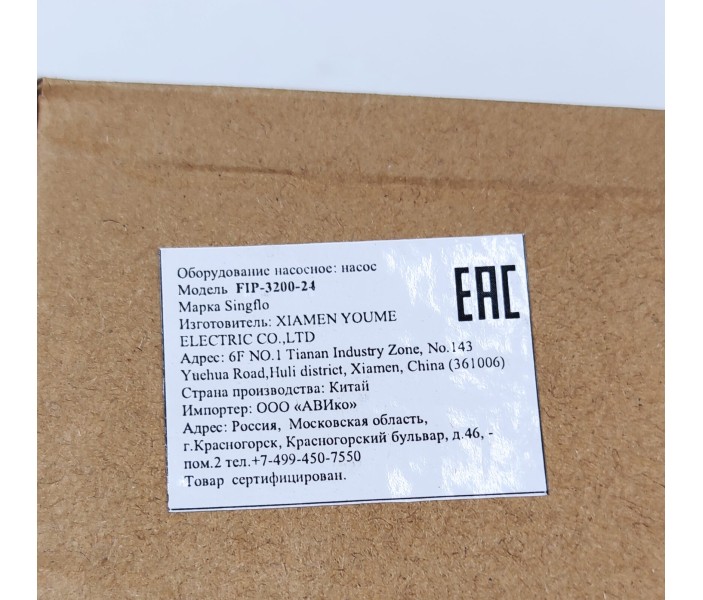 Оборудование насосное: насос
Модель FIP-3200-24
Марка Singflo
Изготовитель: XIAMEN YOUME
ELECTRIC CO.,LTD
Адрес: 6F NO.1 Tianan Industry Zone, No.143
Yuehua Road,Huli district, Xiamen, China (361006)
Страна производства: Китай
Импортер: ООО «АВИко»
Адрес: Россия, Московская область,
г.Красногорск, Красногорский бульвар, д.46, -
пом.2 тел.+7-499-450-7550
Товар сертифицирован.
EAC